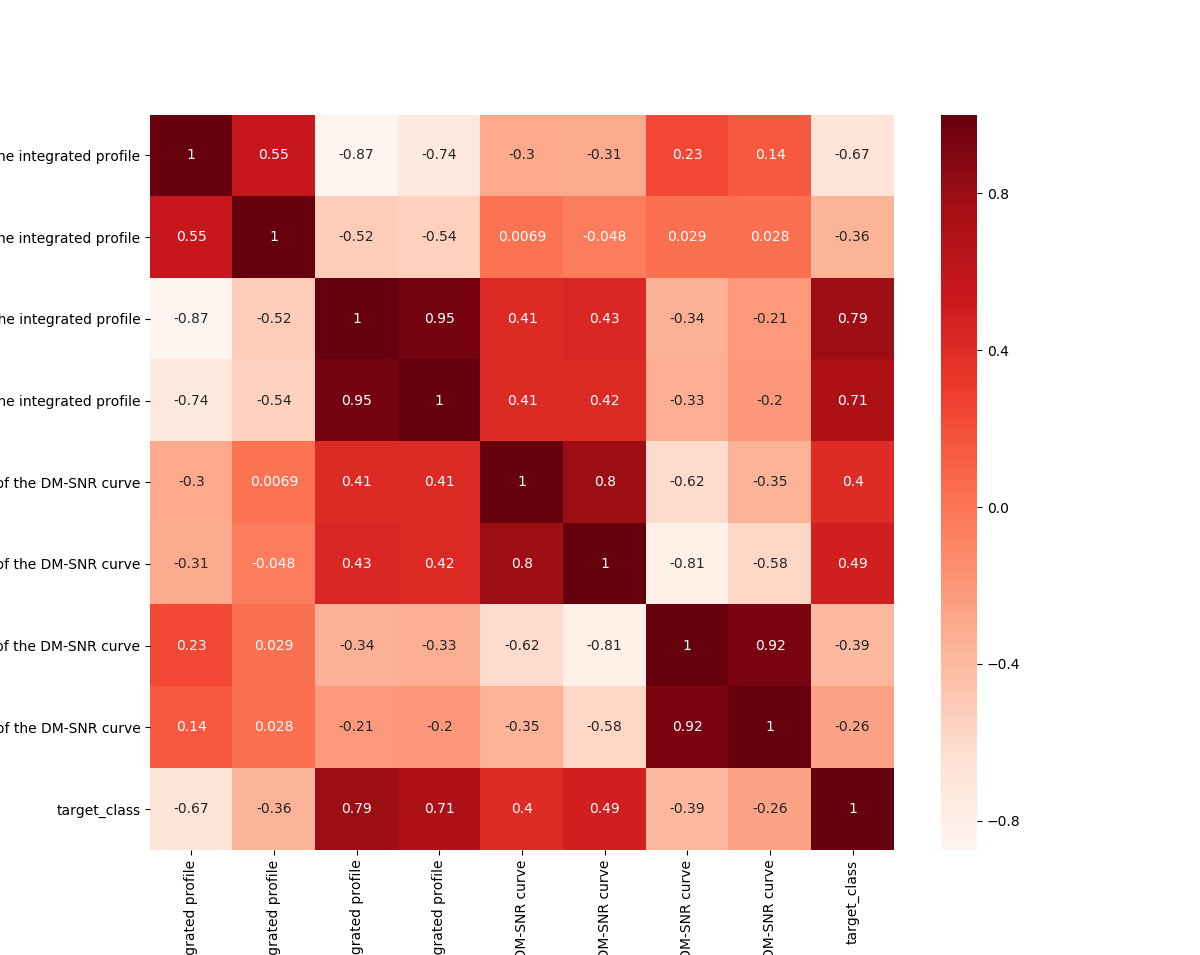 he integrated profile 1 0.55 -0.87 -0.74 -0.3 -0.31 0.23 0.14 -0.67
0.8
he integrated profile 0.55 1 -0.52 -0.54 0.0069 -0.048 0.029 0.028 -0.36
he integrated profile -0.87 -0.52 1 0.95 0.41 0.43 -0.34 -0.21 0.79
0.4
he integrated profile -0.74 -0.54 0.95 1 0.41 0.42 -0.33 -0.2 0.71
of the DM-SNR curve -0.3 0.0069 0.41 0.41 1 0.8 -0.62 -0.35 0.4
0.0
of the DM-SNR curve -0.31 -0.048 0.43 0.42 0.8 1 -0.81 -0.58 0.49
of the DM-SNR curve 0.23 0.029 -0.34 -0.33 -0.62 -0.81 1 0.92 -0.39
−0.4
of the DM-SNR curve 0.14 0.028 -0.21 -0.2 -0.35 -0.58 0.92 1 -0.26
target_class -0.67 -0.36 0.79 0.71 0.4 0.49 -0.39 -0.26 1
−0.8
grated profile
grated profile
grated profile
grated profile
DM-SNR curve
DM-SNR curve
DM-SNR curve
DM-SNR curve
target_class